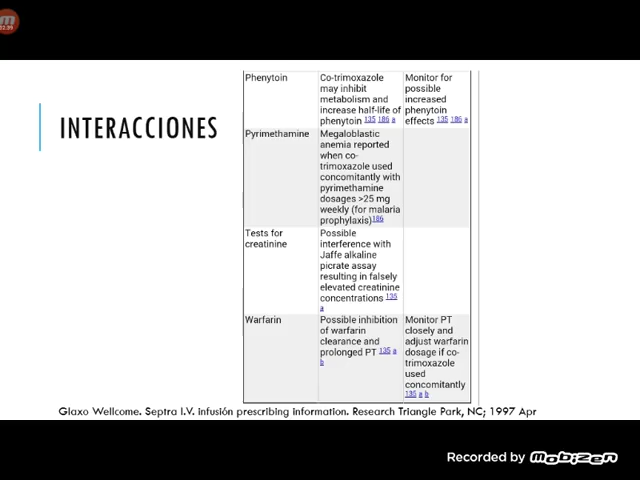 INTERACCIONES
Phenytoin
Co-trimoxazole
may inhibit
metabolism and
increase half-life of
phenytoin 135 186 a
Monitor for
possible
increased
phenytoin
effects 135 186 a
Pyrimethamine
Megaloblastic
anemia reported
when co-
trimoxazole used
concomitantly with
pyrimethamine
dosages >25 mg
weekly (for malaria
prophylaxis)186
Tests for
creatinine
Possible
interference with
Jaffe alkaline
picrate assay
resulting in falsely
elevated creatinine
concentrations 135
a
Warfarin
Possible inhibition
of warfarin
clearance and
prolonged PT 135 a
b
Monitor PT
closely and
adjust warfarin
dosage if co-
trimoxazole
used
concomitantly
135 a b
Glaxo Wellcome. Septra I.V. infusión prescribing information. Research Triangle Park, NC; 1997 Apr
Recorded by Mobizen